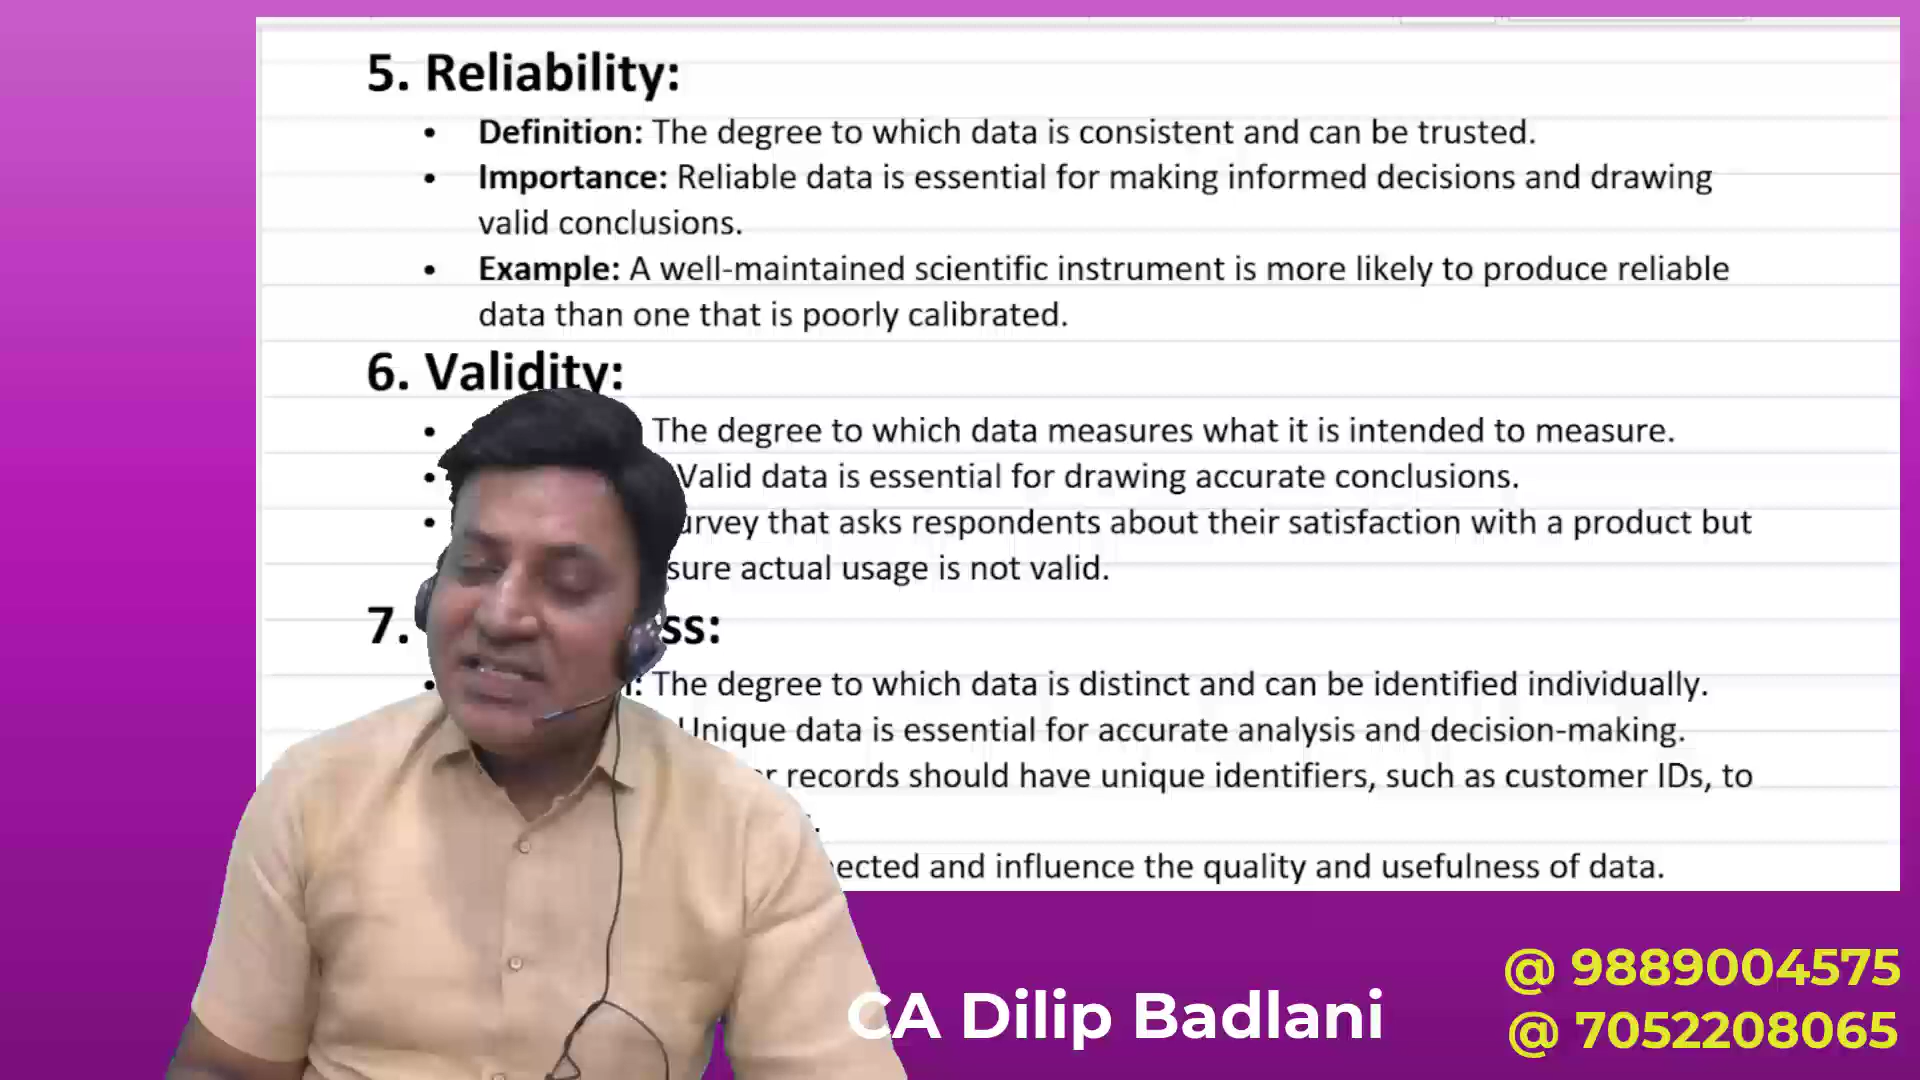 5. Reliability:
• Definition: The degree to which data is consistent and can be trusted.
• Importance: Reliable data is essential for making informed decisions and drawing
valid conclusions.
• Example: A well-maintained scientific instrument is more likely to produce reliable
data than one that is poorly calibrated.
6. Validity:
• The degree to which data measures what it is intended to measure.
• Valid data is essential for drawing accurate conclusions.
• that asks respondents about their satisfaction with a product but
actual usage is not valid.
7.
• The degree to which data is distinct and can be identified individually.
Unique data is essential for accurate analysis and decision-making.
records should have unique identifiers, such as customer IDs, to
and influence the quality and usefulness of data.
CA Dilip Badlani
@ 9889004575
@ 7052208065